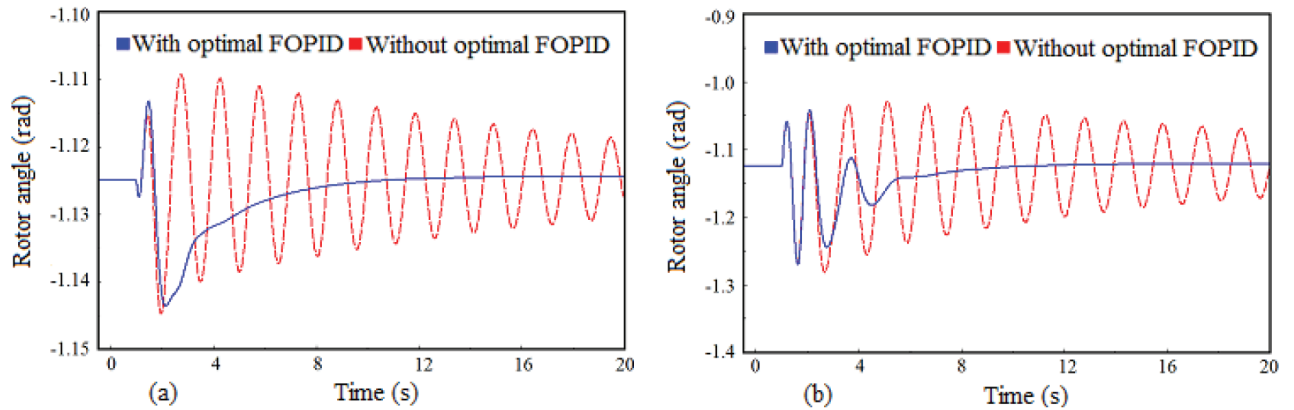 -1.10
With optimal FOPID Without optimal FOPID
-1.11
-1.12
-1.13
-1.14
-1.15
Rotor angle (rad)
0 4 8 12 16 20
(a) Time (s)
-0.9
With optimal FOPID Without optimal FOPID
-1.0
-1.1
-1.2
-1.3
-1.4
Rotor angle (rad)
0 4 8 12 16 20
(b) Time (s)